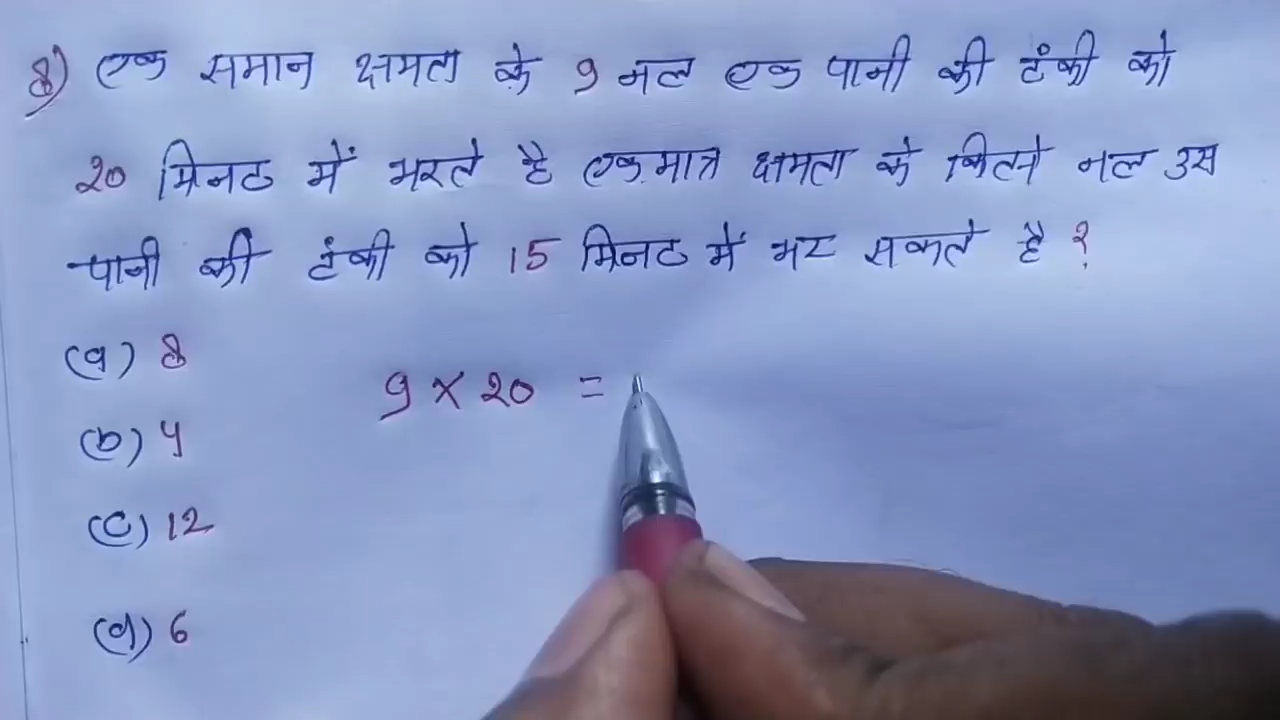 8) एक समान क्षमता के 9 नल एक पानी की टंकी को
20 मिनट में भरते है एकमात्र क्षमता के कितने नल उस
पानी की टंकी को 15 मिनट में भर सकते है ?
(a) 8
9 × 20 =
(b) 4
(c) 12
(d) 6